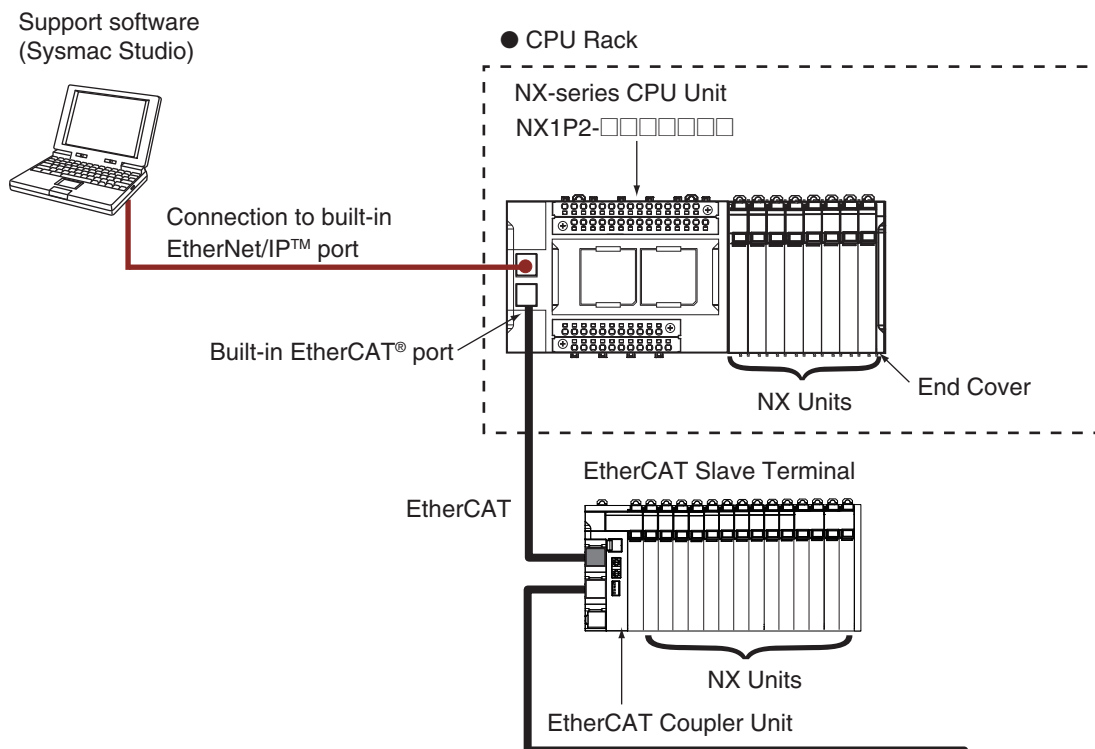 Support software
(Sysmac Studio)
● CPU Rack
NX-series CPU Unit
NX1P2-□□□□□□□
Connection to built-in
EtherNet/IP™ port
Built-in EtherCAT® port
End Cover
NX Units
EtherCAT Slave Terminal
EtherCAT
NX Units
EtherCAT Coupler Unit